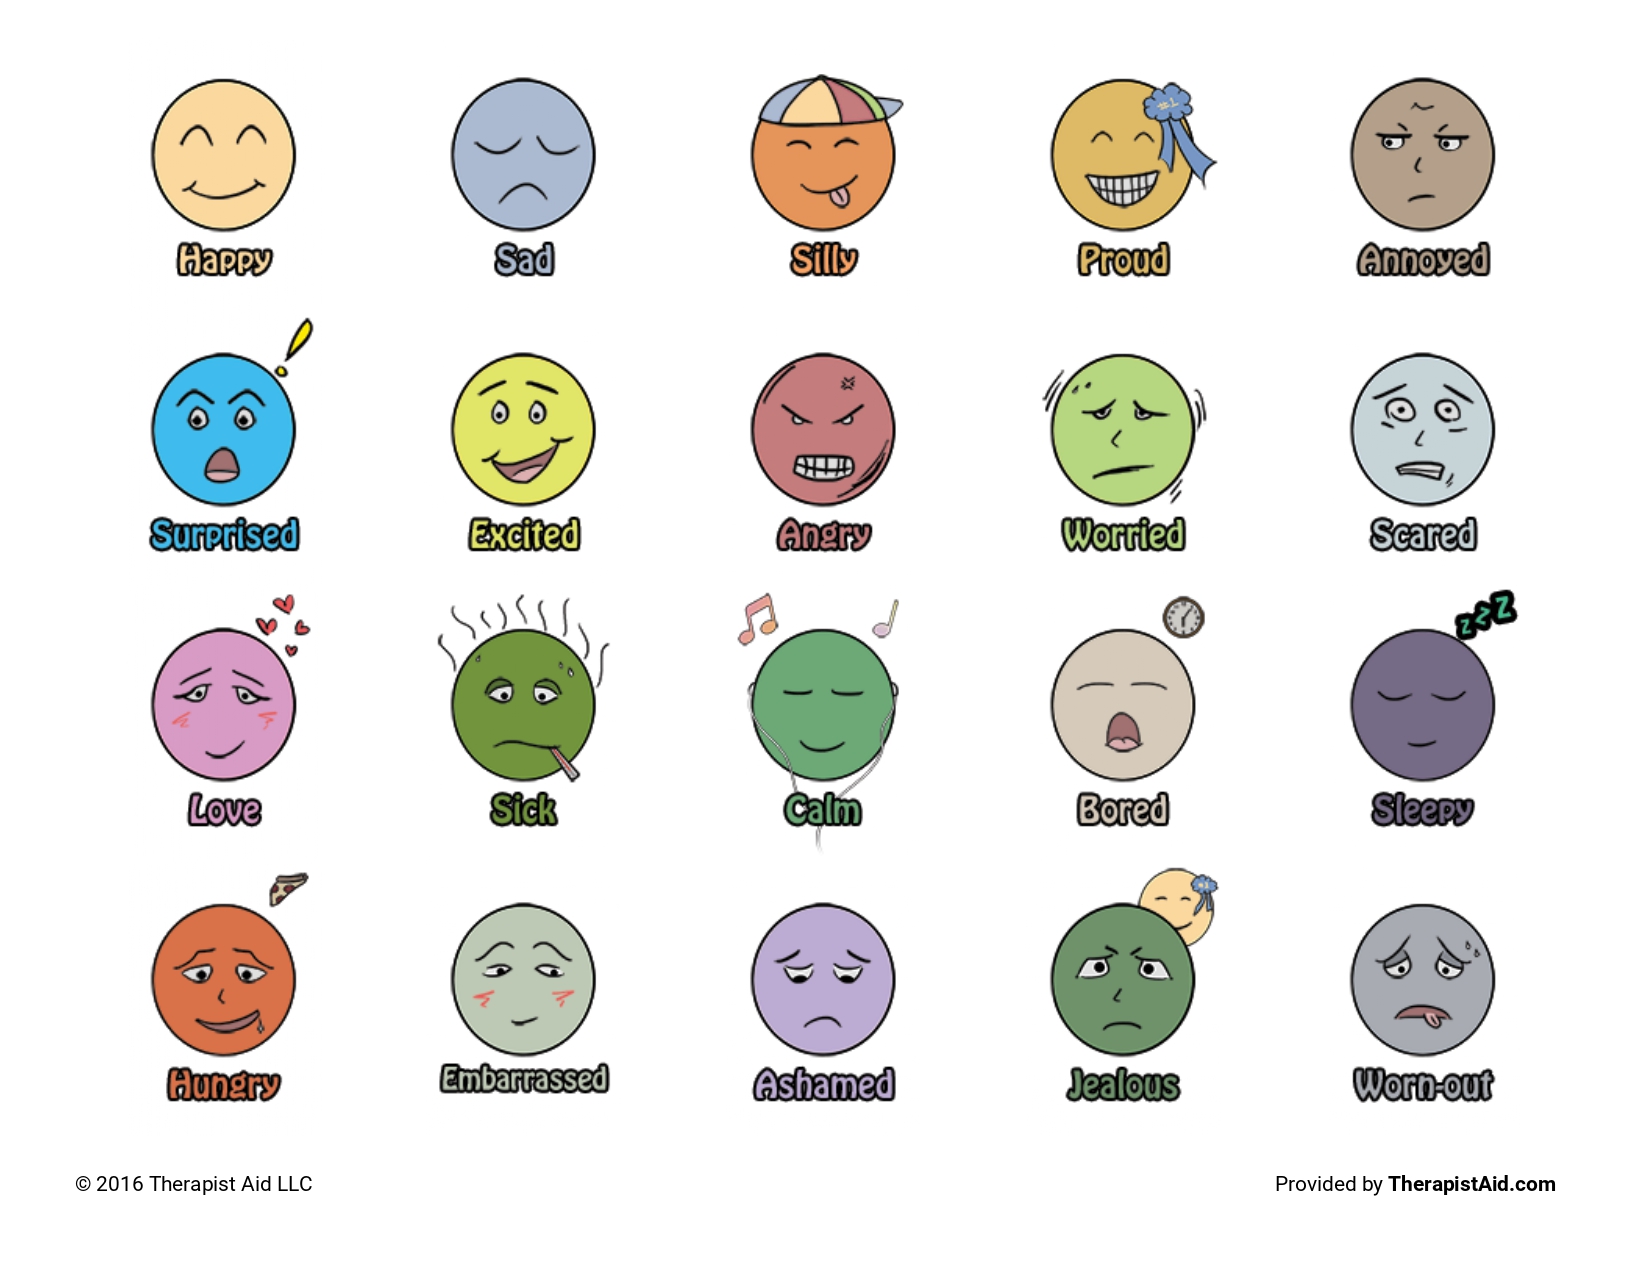 #1
Happy Sad Silly Proud Annoyed
Surprised Excited Angry Worried Scared
z z Z
Love Sick Calm Bored Sleepy
Hungry Embarrassed Ashamed Jealous Worn-out
© 2016 Therapist Aid LLC
Provided by TherapistAid.com